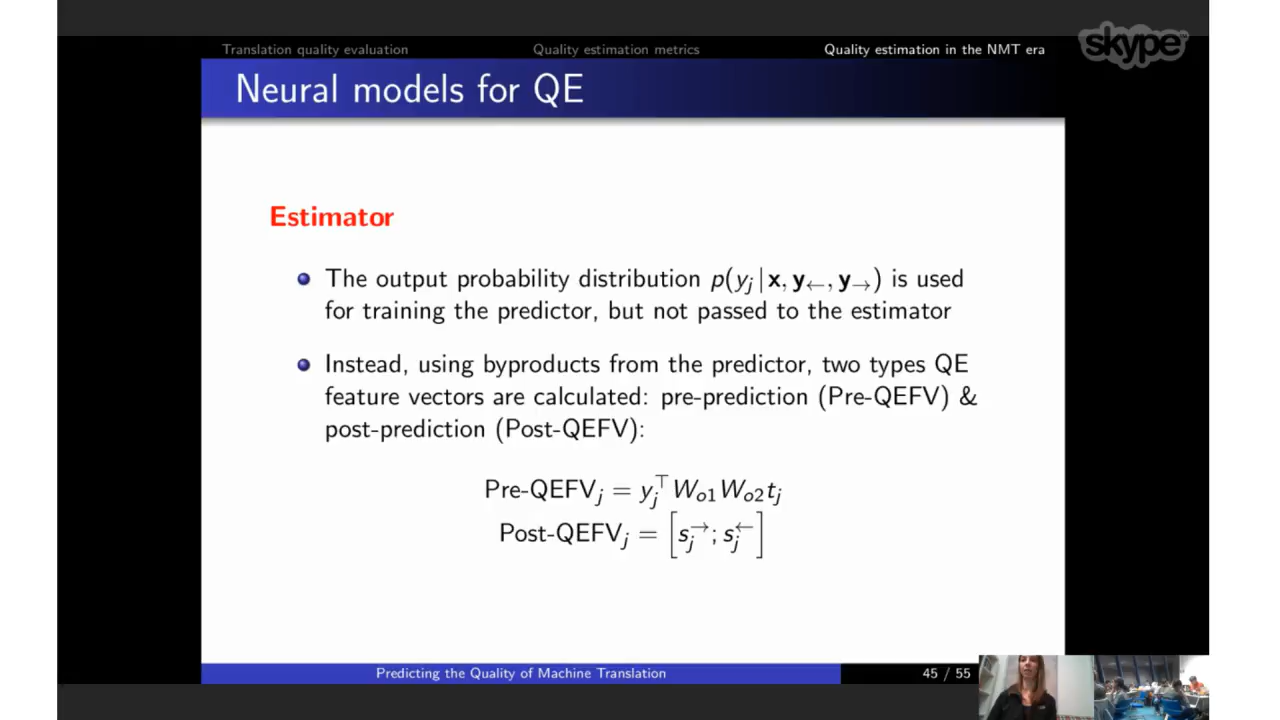 Translation quality evaluation Quality estimation metrics Quality estimation in the NMT era
skype
Neural models for QE
Estimator
The output probability distribution p(y_j|x, y_←, y_→) is used
for training the predictor, but not passed to the estimator
Instead, using byproducts from the predictor, two types QE
feature vectors are calculated: pre-prediction (Pre-QEFV) &
post-prediction (Post-QEFV):
Pre-QEFV_j = y_j^⊤ W_o1 W_o2 t_j
Post-QEFV_j = [s_j^→; s_j^←]
Predicting the Quality of Machine Translation 45 / 55